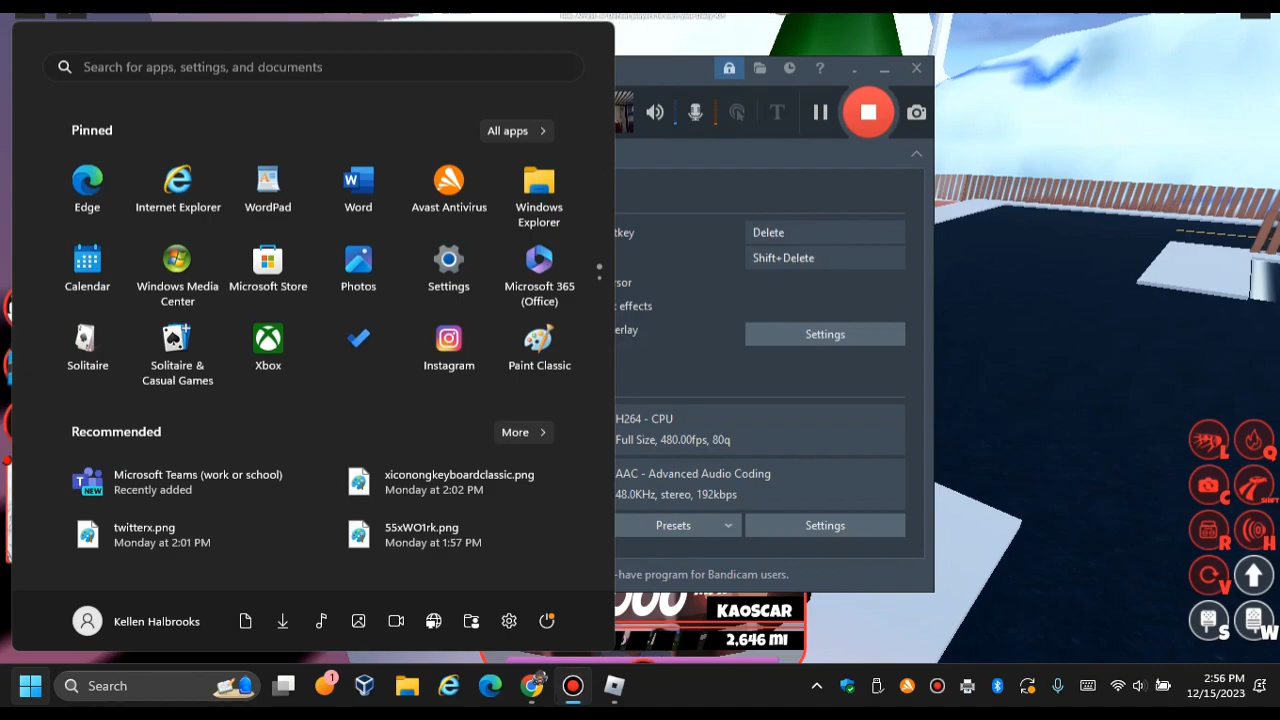 Search for apps, settings, and documents
Pinned
All apps
Edge
Internet Explorer
WordPad
Word
Avast Antivirus
Windows
Explorer
Calendar
Windows Media
Center
Microsoft Store
Photos
Settings
Microsoft 365
(Office)
Solitaire
Solitaire &
Casual Games
Xbox
Instagram
Paint Classic
Recommended
More
Microsoft Teams (work or school)
Recently added
NEW
xiconongkeyboardclassic.png
Monday at 2:02 PM
twitterx.png
Monday at 2:01 PM
55xWO1rk.png
Monday at 1:57 PM
Kellen Halbrooks
tkey
Delete
Shift+Delete
rsor
t effects
erlay
Settings
H264 - CPU
Full Size, 480.00fps, 80q
AAC - Advanced Audio Coding
48.0KHz, stereo, 192kbps
Presets
Settings
-have program for Bandicam users.
KAOSCAR
2,646 MI
L
Q
C
SHIFT
R
H
V
S
W
Search
1
2:56 PM
12/15/2023